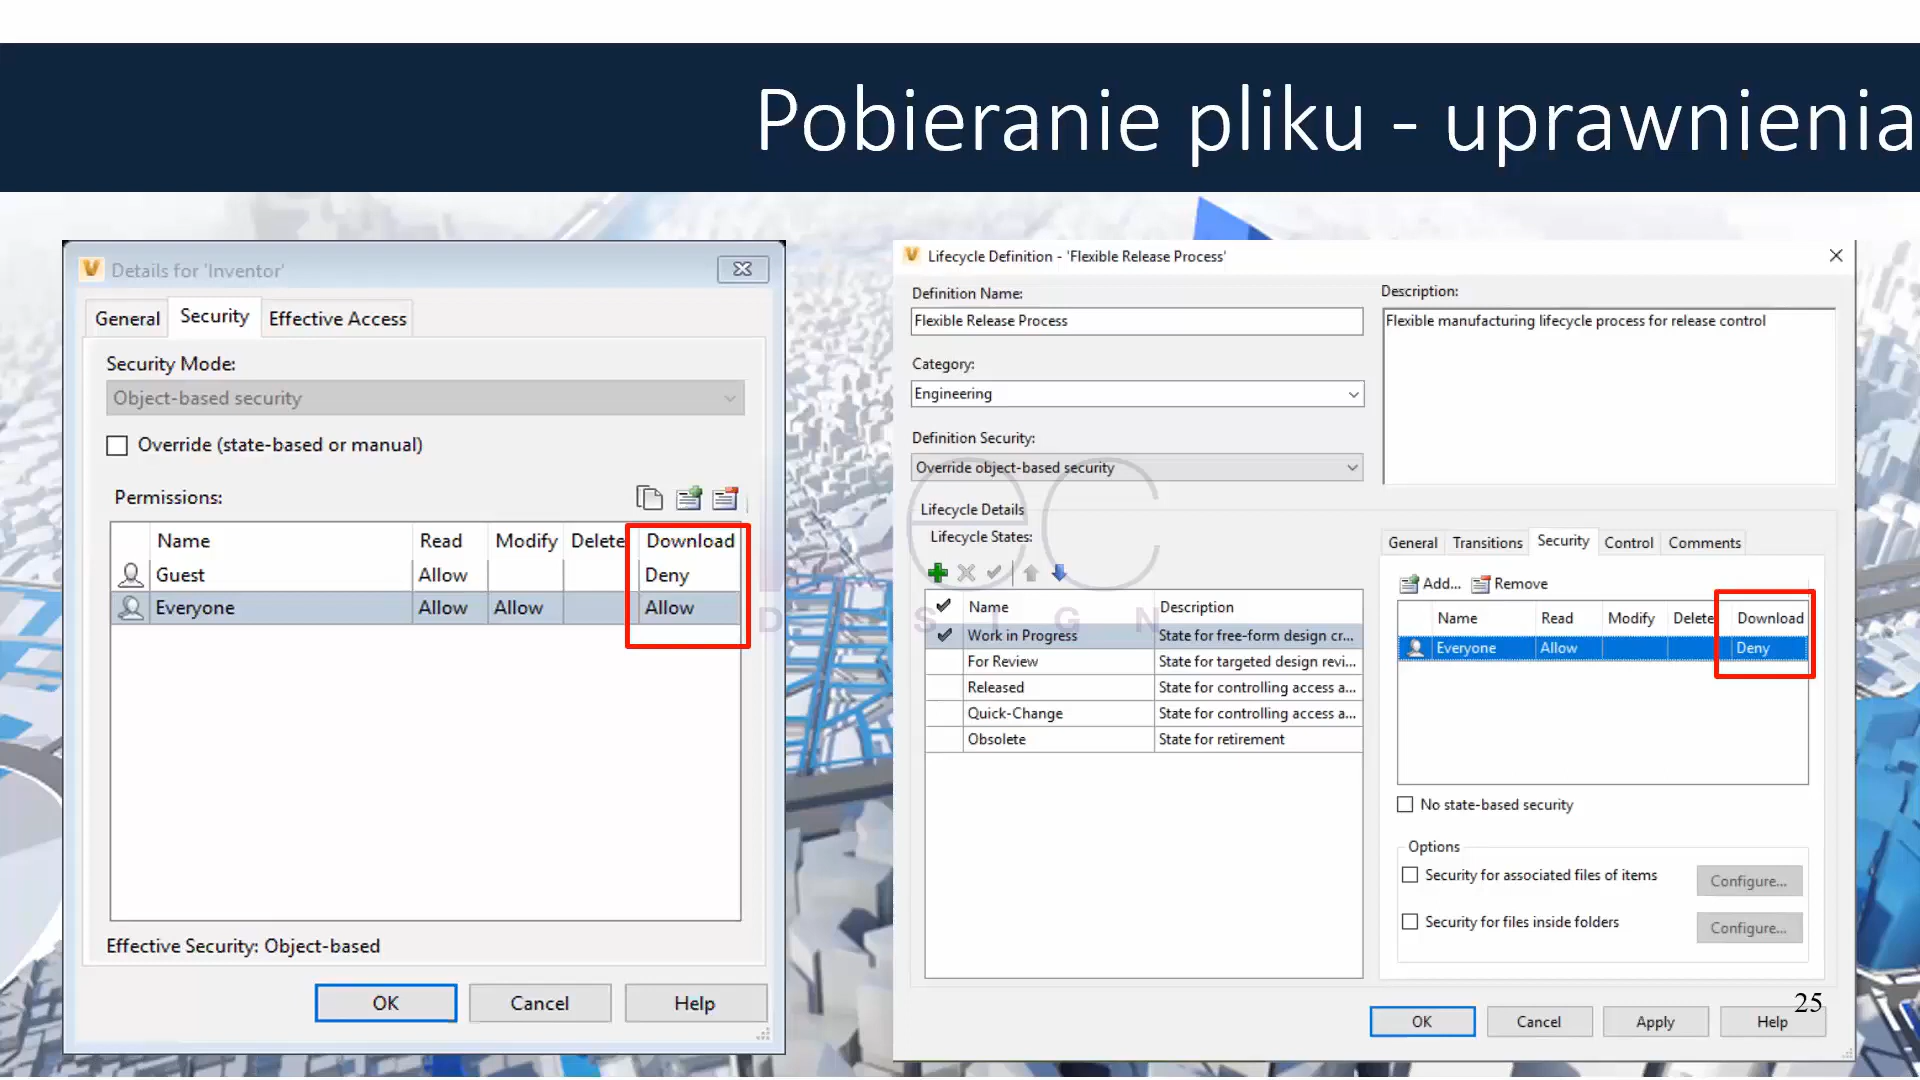 Pobieranie pliku - uprawnienia
Details for 'Inventor'
General Security Effective Access
Security Mode:
Object-based security
Override (state-based or manual)
Permissions:
Name Read Modify Delete Download
Guest Allow Deny
Everyone Allow Allow Allow
Effective Security: Object-based
OK Cancel Help
Lifecycle Definition - 'Flexible Release Process'
Definition Name:
Flexible Release Process
Category:
Engineering
Definition Security:
Override object-based security
Description:
Flexible manufacturing lifecycle process for release control
Lifecycle Details
Lifecycle States:
Name Description
Work in Progress State for free-form design cr...
For Review State for targeted design revi...
Released State for controlling access a...
Quick-Change State for controlling access a...
Obsolete State for retirement
General Transitions Security Control Comments
Add... Remove
Name Read Modify Delete Download
Everyone Allow Deny
No state-based security
Options
Security for associated files of items Configure...
Security for files inside folders Configure...
OK Cancel Apply Help
25
DESIGN